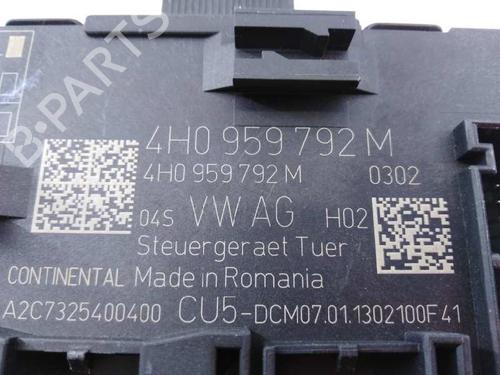 B-PARTS
4H0 959 792 M
4H0 959 792 M 0302
04S VW AG H02
Steuergeraet Tuer
CONTINENTAL Made in Romania
A2C7325400400 CU5-DCM07.01.1302100F41